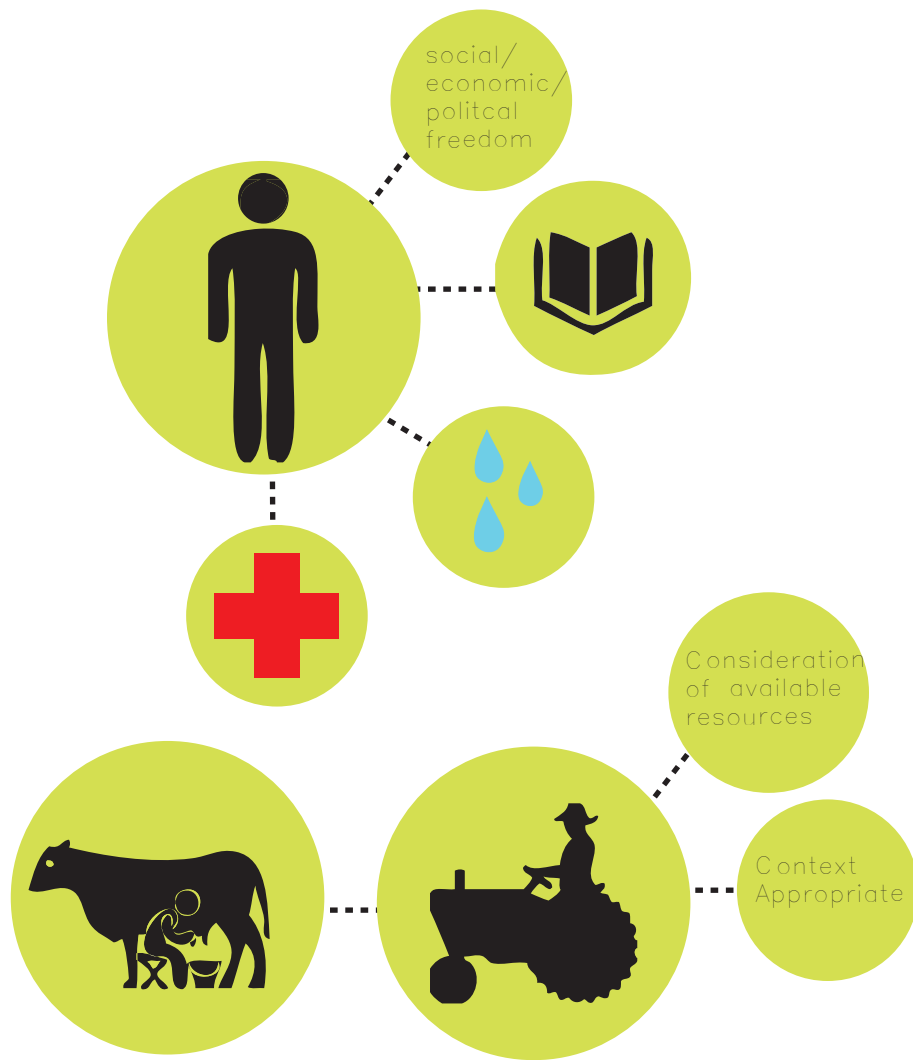 social/
economic/
politcal
freedom
Consideration
of available
resources
Context
Appropriate